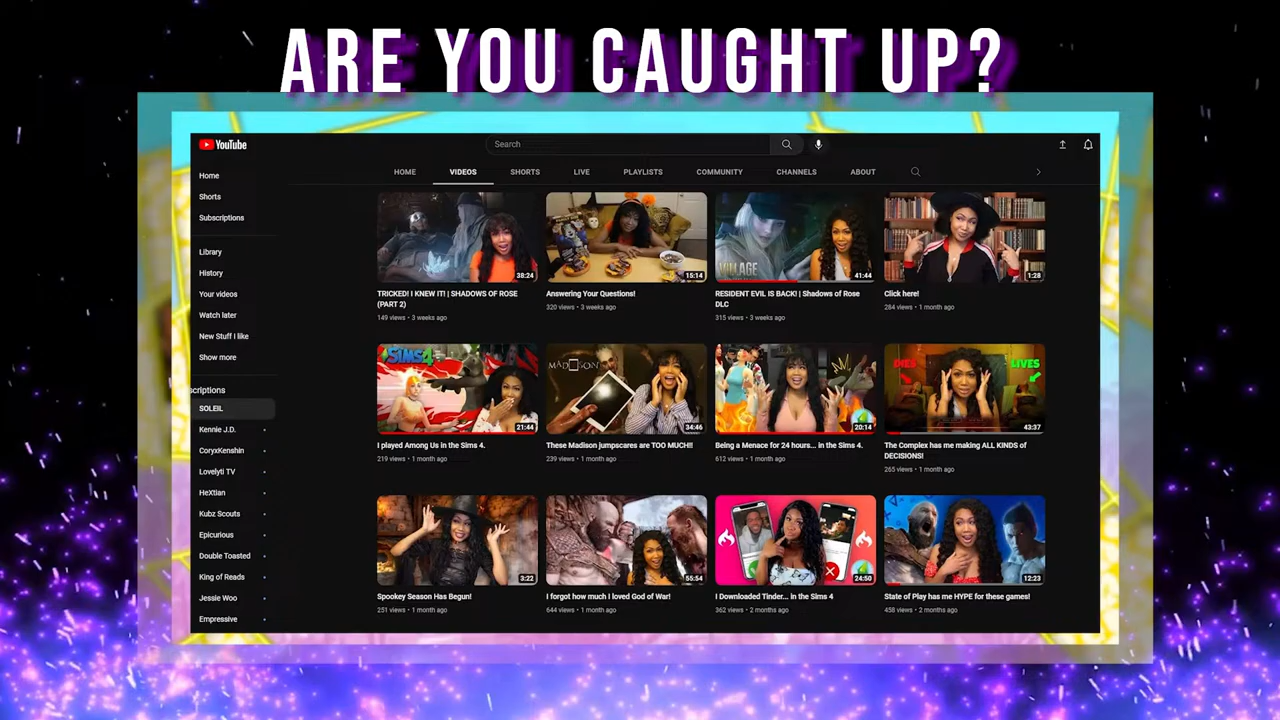 ARE YOU CAUGHT UP?
YouTube
Search
Home
Shorts
Subscriptions
Library
History
Your videos
Watch later
New Stuff I like
Show more
scriptions
SOLEIL
Kennie J.D.
CoryxKenshin
Lovelyti TV
HeXtian
Kubz Scouts
Epicurious
Double Toasted
King of Reads
Jessie Woo
Empressive
HOME VIDEOS SHORTS LIVE PLAYLISTS COMMUNITY CHANNELS ABOUT
VILLAGE
38:24 15:14 41:44 1:28
TRICKED! I KNEW IT! | SHADOWS OF ROSE
(PART 2)
149 views • 3 weeks ago
Answering Your Questions!
320 views • 3 weeks ago
RESIDENT EVIL IS BACK! | Shadows of Rose
DLC
315 views • 3 weeks ago
Click here!
264 views • 1 month ago
SIMS4
MADISON
DIES LIVES
21:44 34:46 20:14 43:37
I played Among Us in the Sims 4.
219 views • 1 month ago
These Madison jumpscares are TOO MUCH!!
239 views • 1 month ago
Being a Menace for 24 hours... in the Sims 4.
612 views • 1 month ago
The Complex has me making ALL KINDS of
DECISIONS!
265 views • 1 month ago
3:22 55:54 24:50 12:23
Spookey Season Has Begun!
251 views • 1 month ago
I forgot how much I loved God of War!
644 views • 1 month ago
I Downloaded Tinder... in the Sims 4
362 views • 2 months ago
State of Play has me HYPE for these games!
458 views • 2 months ago